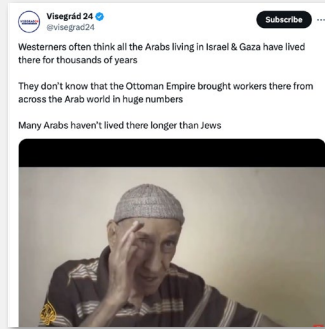 Visegrád 24
Subscribe
@visegrad24
Westerners often think all the Arabs living in Israel & Gaza have lived
there for thousands of years
They don't know that the Ottoman Empire brought workers there from
across the Arab world in huge numbers
Many Arabs haven't lived there longer than Jews